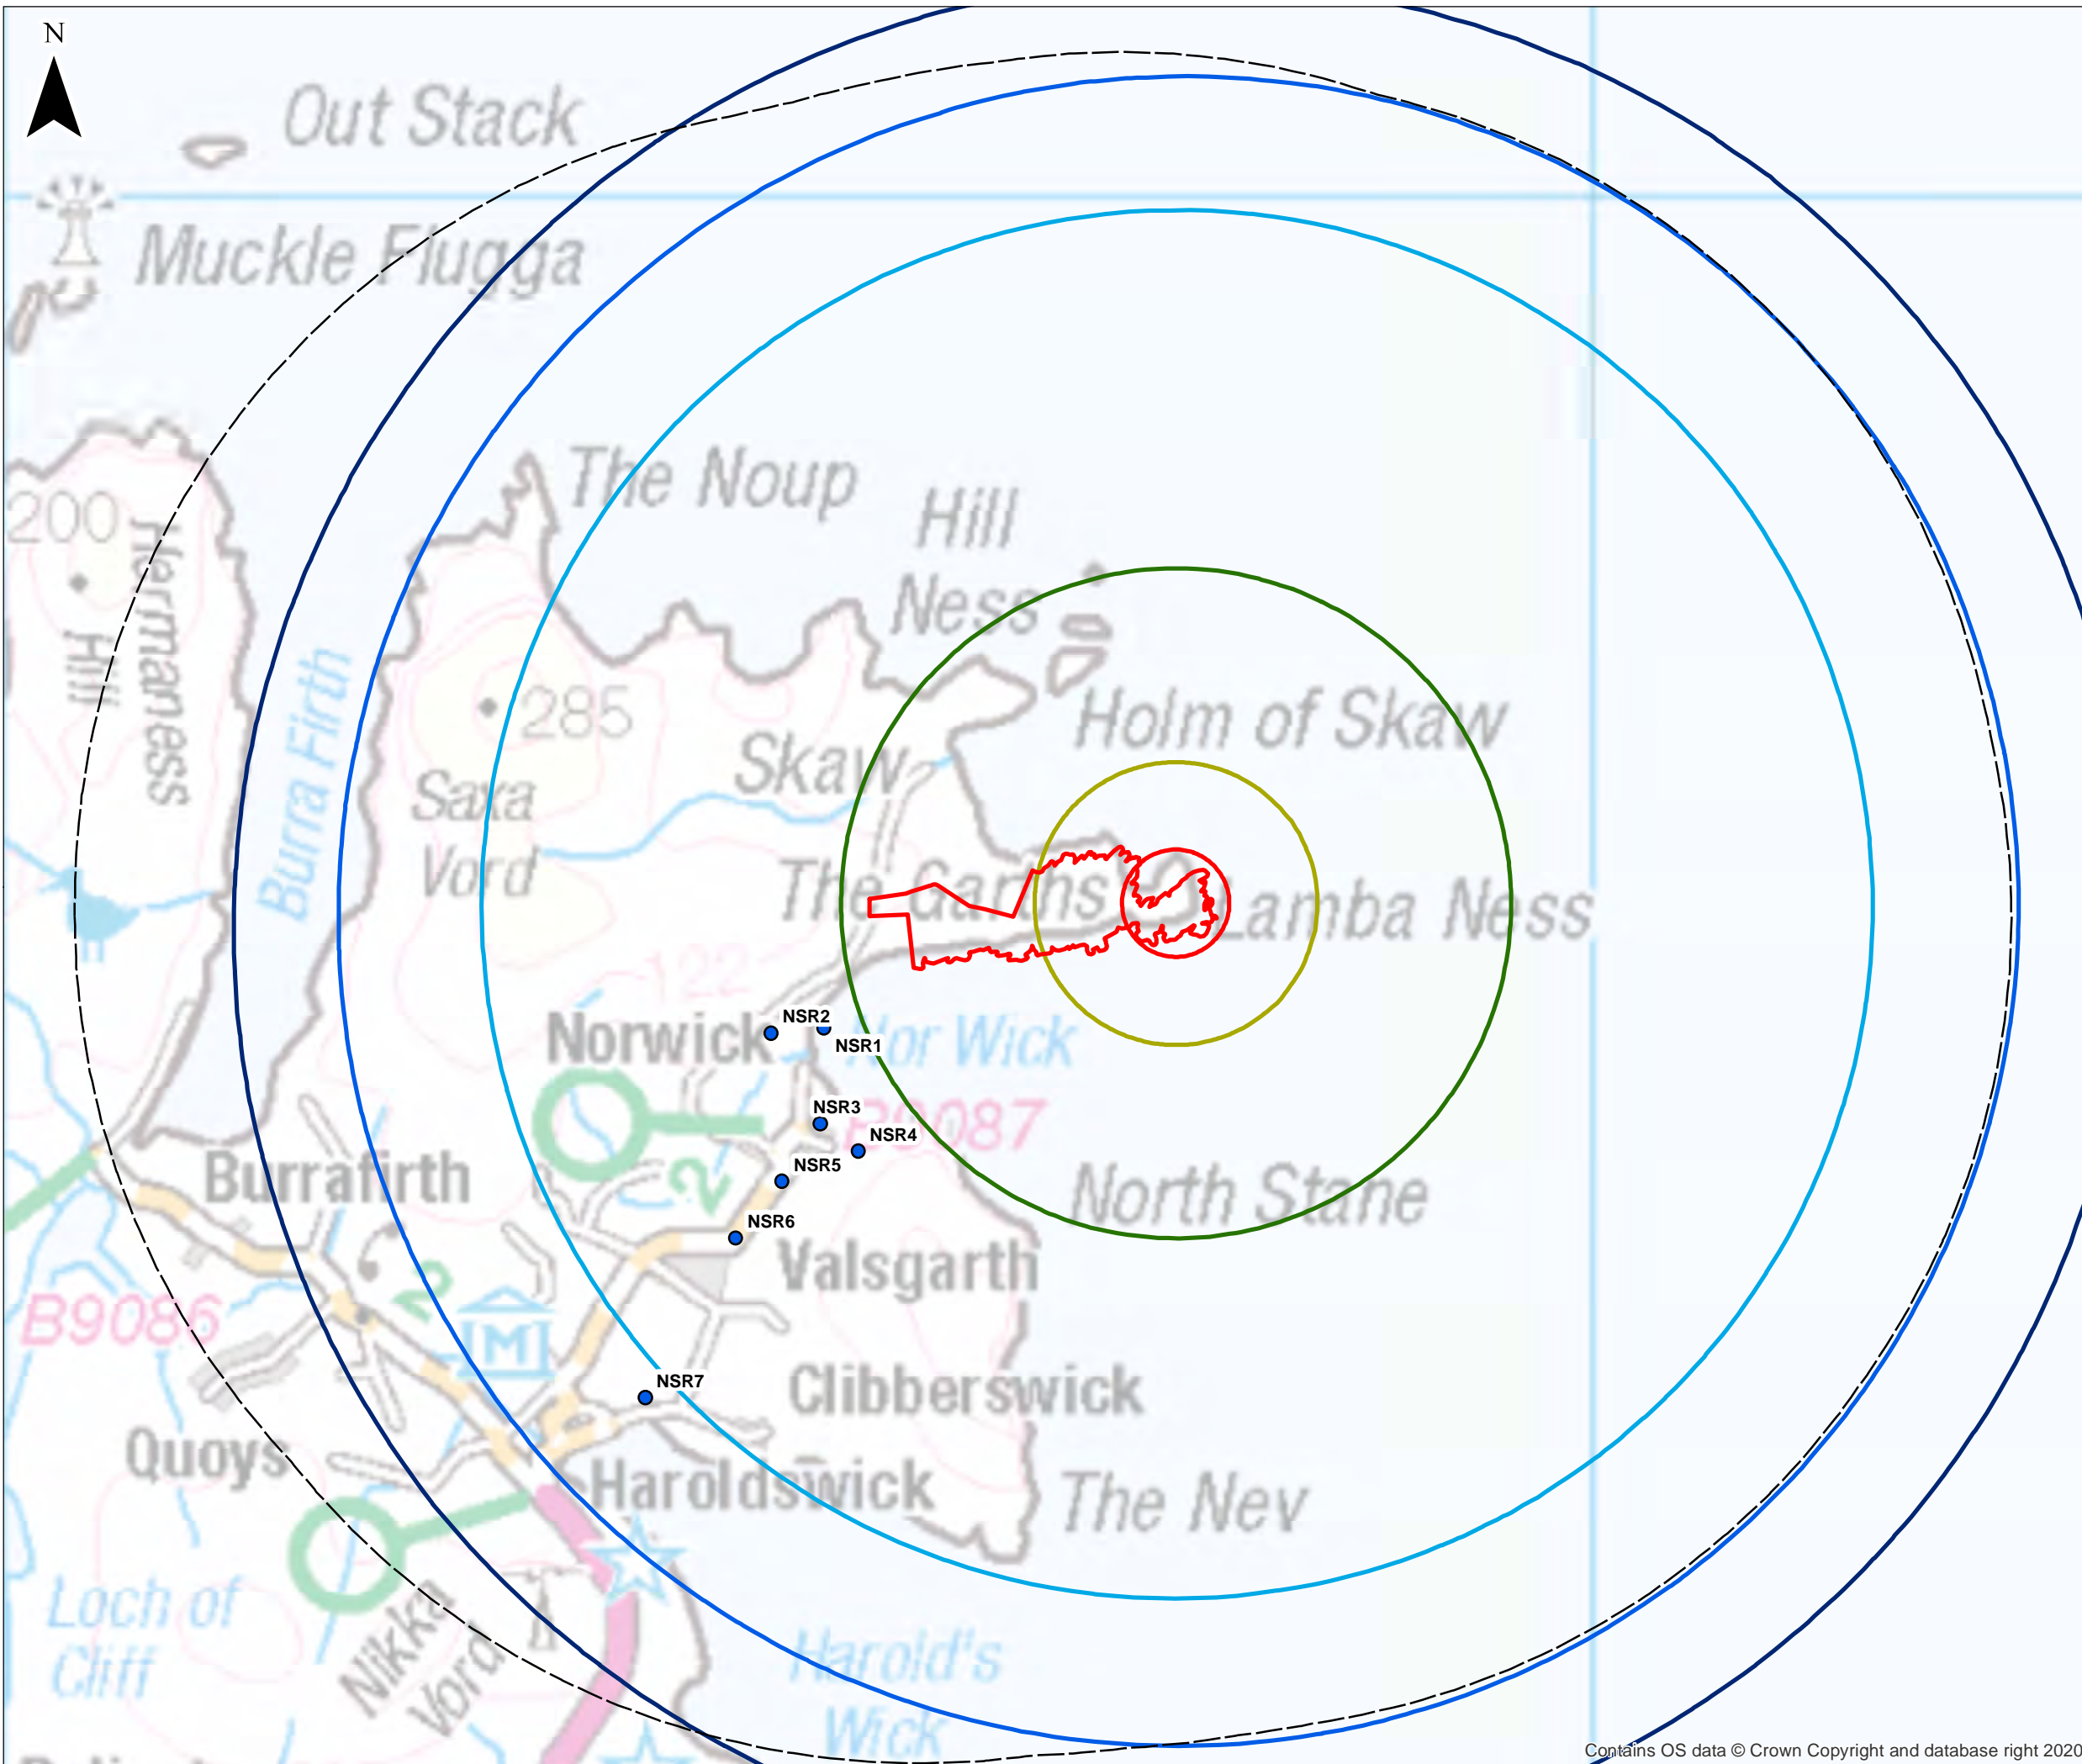 N
Out Stack
Muckle Flugga
The Noup
Hill
Ness
200
Hermaness
Hill
Burra Firth
285
Saxa
Vord
Skaw
Holm of Skaw
The Garths
Lamba Ness
122
Norwick
NSR2
NSR1
Nor Wick
NSR3
B9087
NSR4
NSR5
2
North Stane
Burrafirth
NSR6
Valsgarth
2
B9086
M
NSR7
Clibberswick
Quoys
Haroldswick
The Nev
Loch of
Cliff
Nikka
Vord
Harold's
Wick
Contains OS data © Crown Copyright and database right 2020